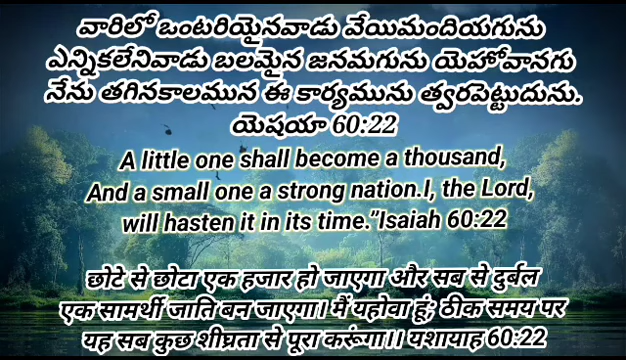 వారిలో ఒంటరియైనవాడు వేయిమందియగును
ఎన్నికలేనివాడు బలమైన జనమగును యెహోవానగు
నేను తగినకాలమున ఈ కార్యమును త్వరపెట్టుదును.
యెషయా 60:22
A little one shall become a thousand,
And a small one a strong nation.I, the Lord,
will hasten it in its time.”Isaiah 60:22
छोटे से छोटा एक हजार हो जाएगा और सब से दुर्बल
एक सामर्थी जाति बन जाएगा। मैं यहोवा हूं; ठीक समय पर
यह सब कुछ शीघ्रता से पूरा करूंगा।। यशायाह 60:22